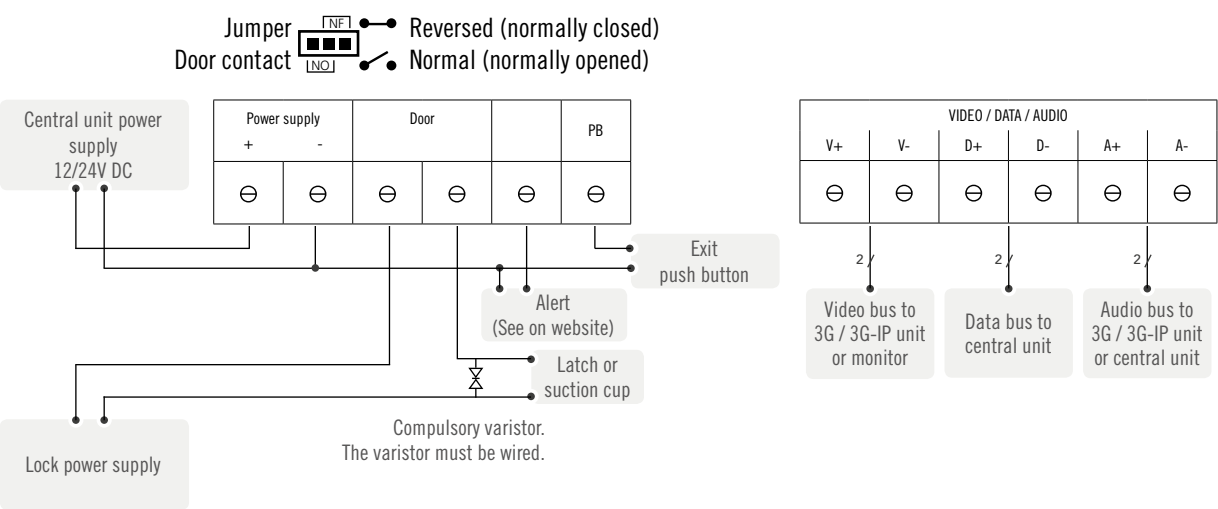 Jumper NF Reversed (normally closed)
Door contact NO Normal (normally opened)
Central unit power
supply
12/24V DC
Power supply
+ -
Door
PB
VIDEO / DATA / AUDIO
V+ V- D+ D- A+ A-
Exit
push button
Alert
(See on website)
Latch or
suction cup
Compulsory varistor.
The varistor must be wired.
Lock power supply
2 / 2 / 2 /
Video bus to
3G / 3G-IP unit
or monitor
Data bus to
central unit
Audio bus to
3G / 3G-IP unit
or central unit